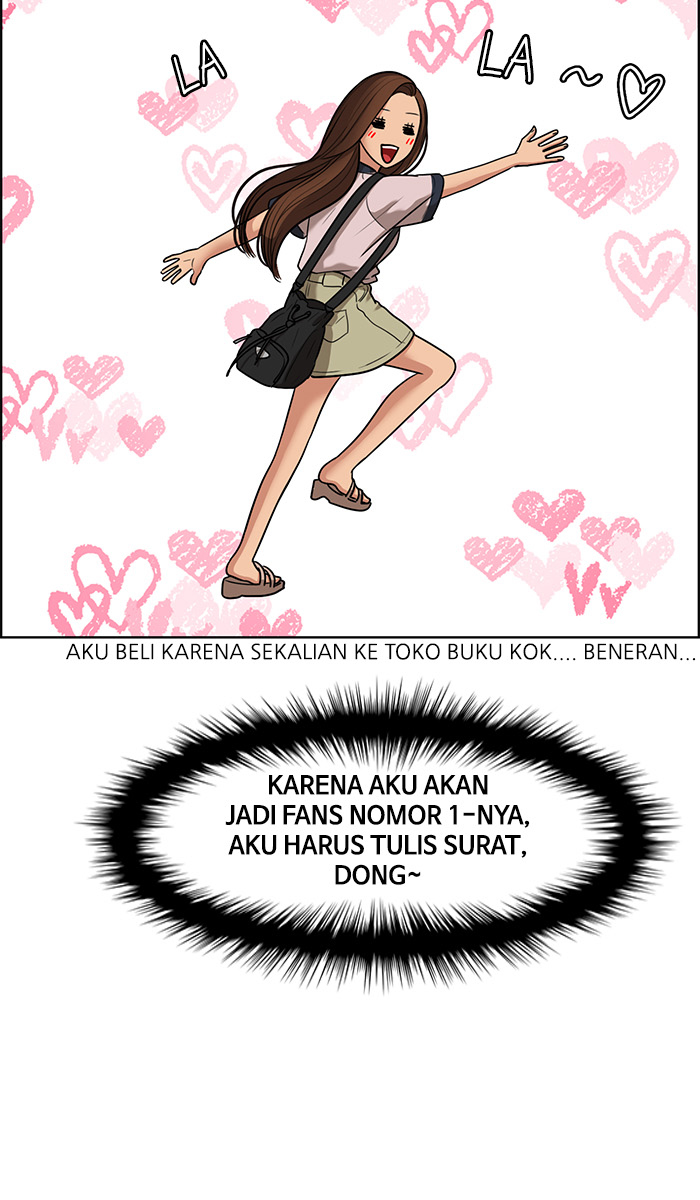 LA
LA ~ ♡
AKU BELI KARENA SEKALIAN KE TOKO BUKU KOK.... BENERAN...
KARENA AKU AKAN
JADI FANS NOMOR 1-NYA,
AKU HARUS TULIS SURAT,
DONG~